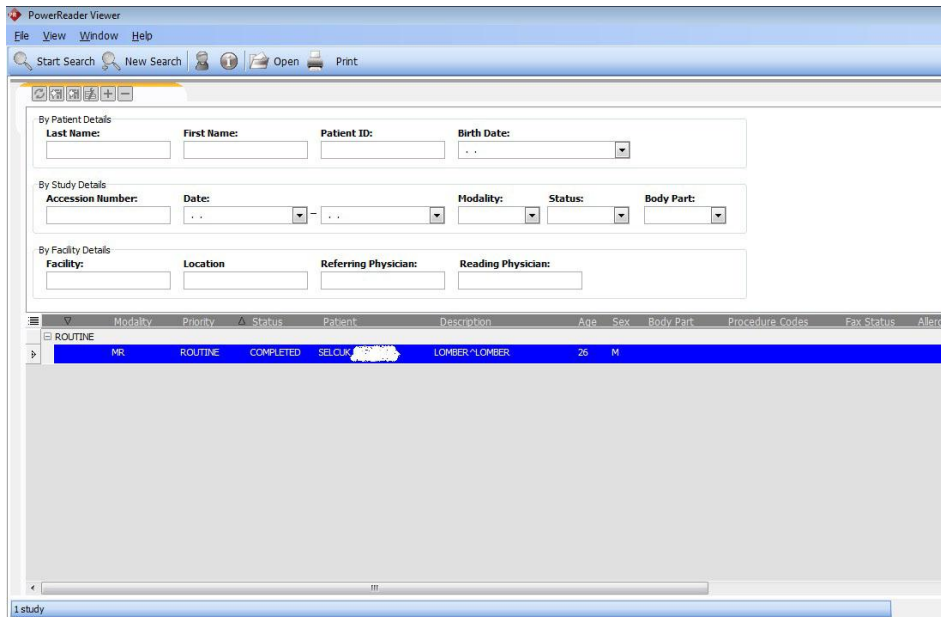 PowerReader Viewer
File View Window Help
Start Search New Search Open Print
By Patient Details
Last Name: First Name: Patient ID: Birth Date:
. .
By Study Details
Accession Number: Date: Modality: Status: Body Part:
. . – . .
By Facility Details
Facility: Location Referring Physician: Reading Physician:
Modality Priority Status Patient Description Age Sex Body Part Procedure Codes Fax Status
ROUTINE
MR ROUTINE COMPLETED SELCUK LOMBER^LOMBER 26 M
1 study